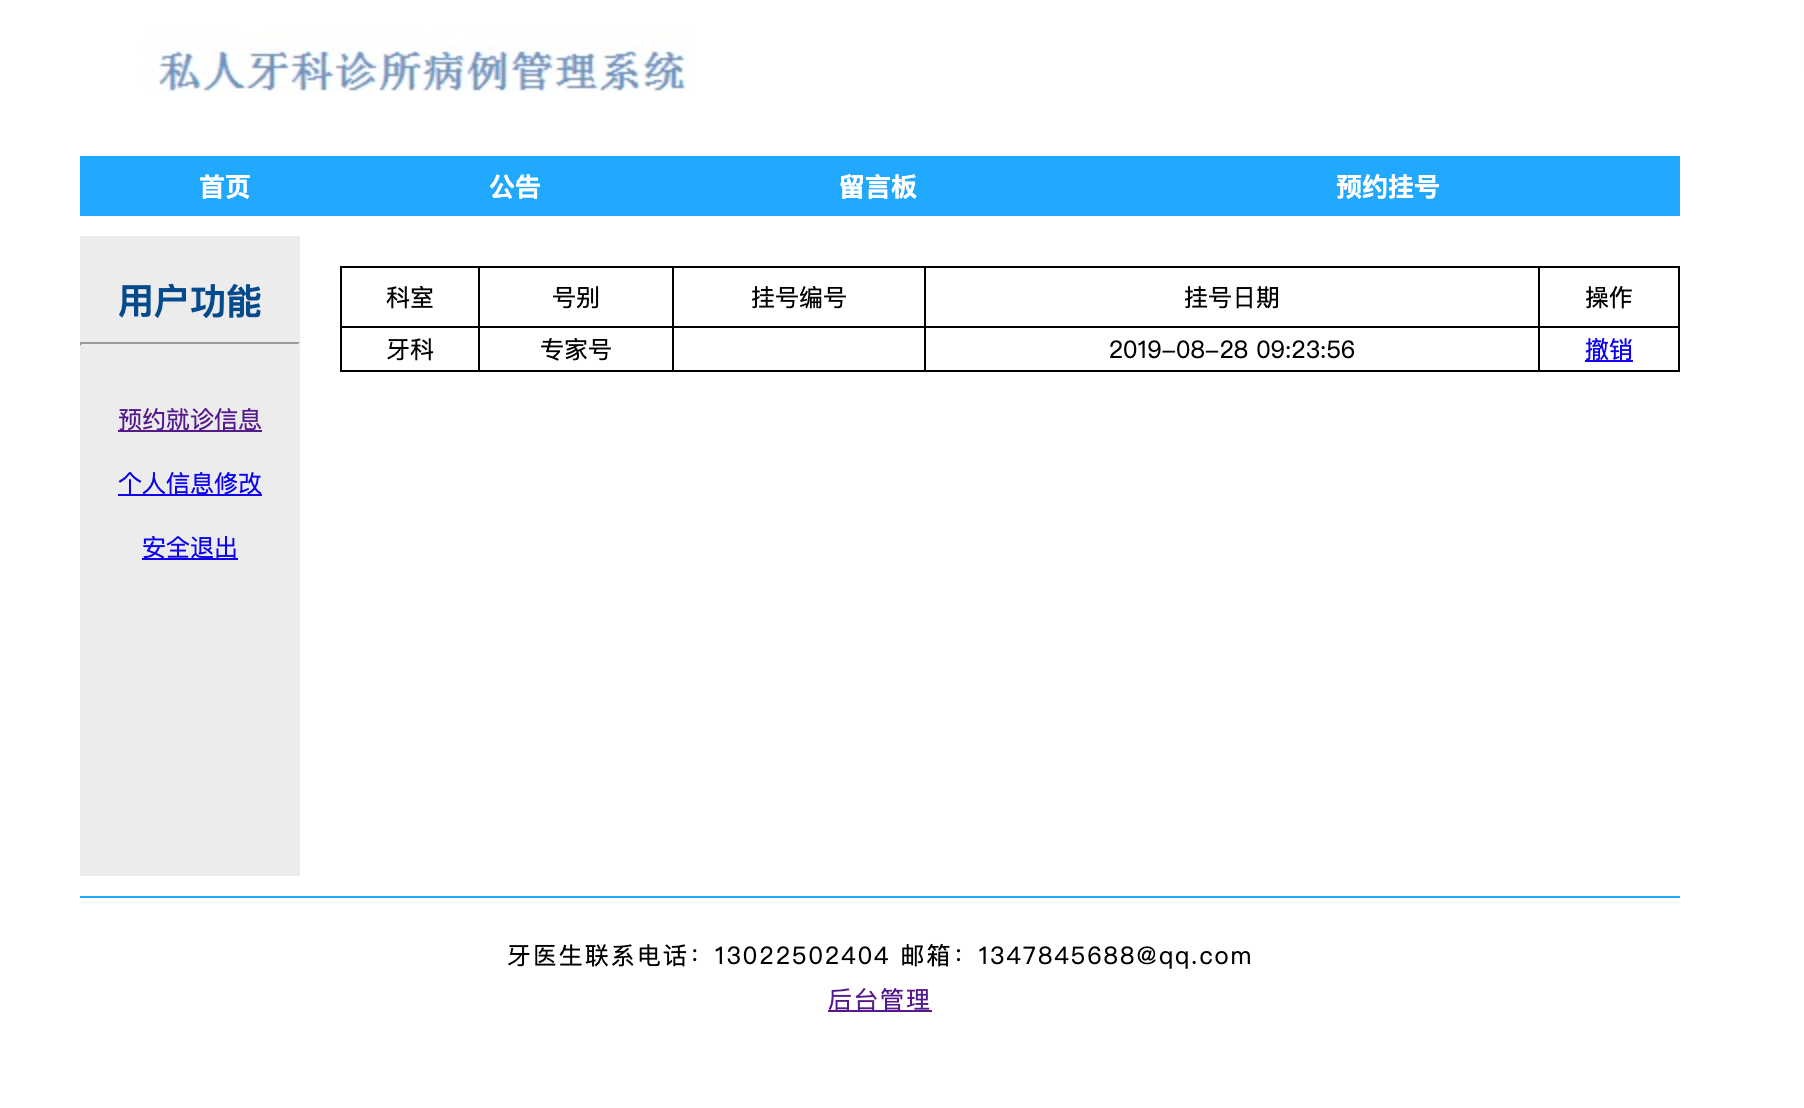 私人牙科诊所病例管理系统
首页 公告 留言板 预约挂号
用户功能
预约就诊信息
个人信息修改
安全退出
科室 号别 挂号编号 挂号日期 操作
牙科 专家号 2019-08-28 09:23:56 撤销
牙医生联系电话：13022502404 邮箱：1347845688@qq.com
后台管理